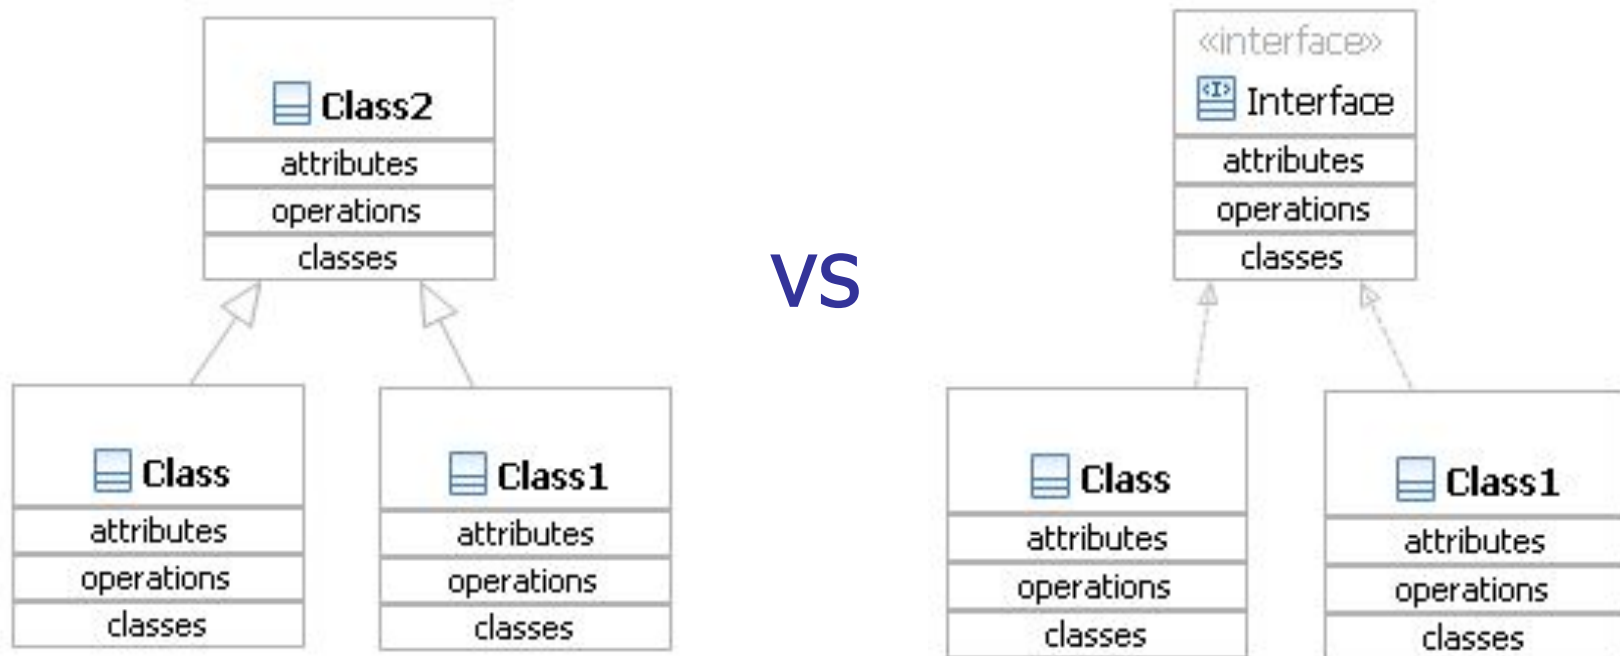 Class2
attributes
operations
classes
Class
attributes
operations
classes
Class1
attributes
operations
classes
vs
«interface»
<I>
Interface
attributes
operations
classes
Class
attributes
operations
classes
Class1
attributes
operations
classes